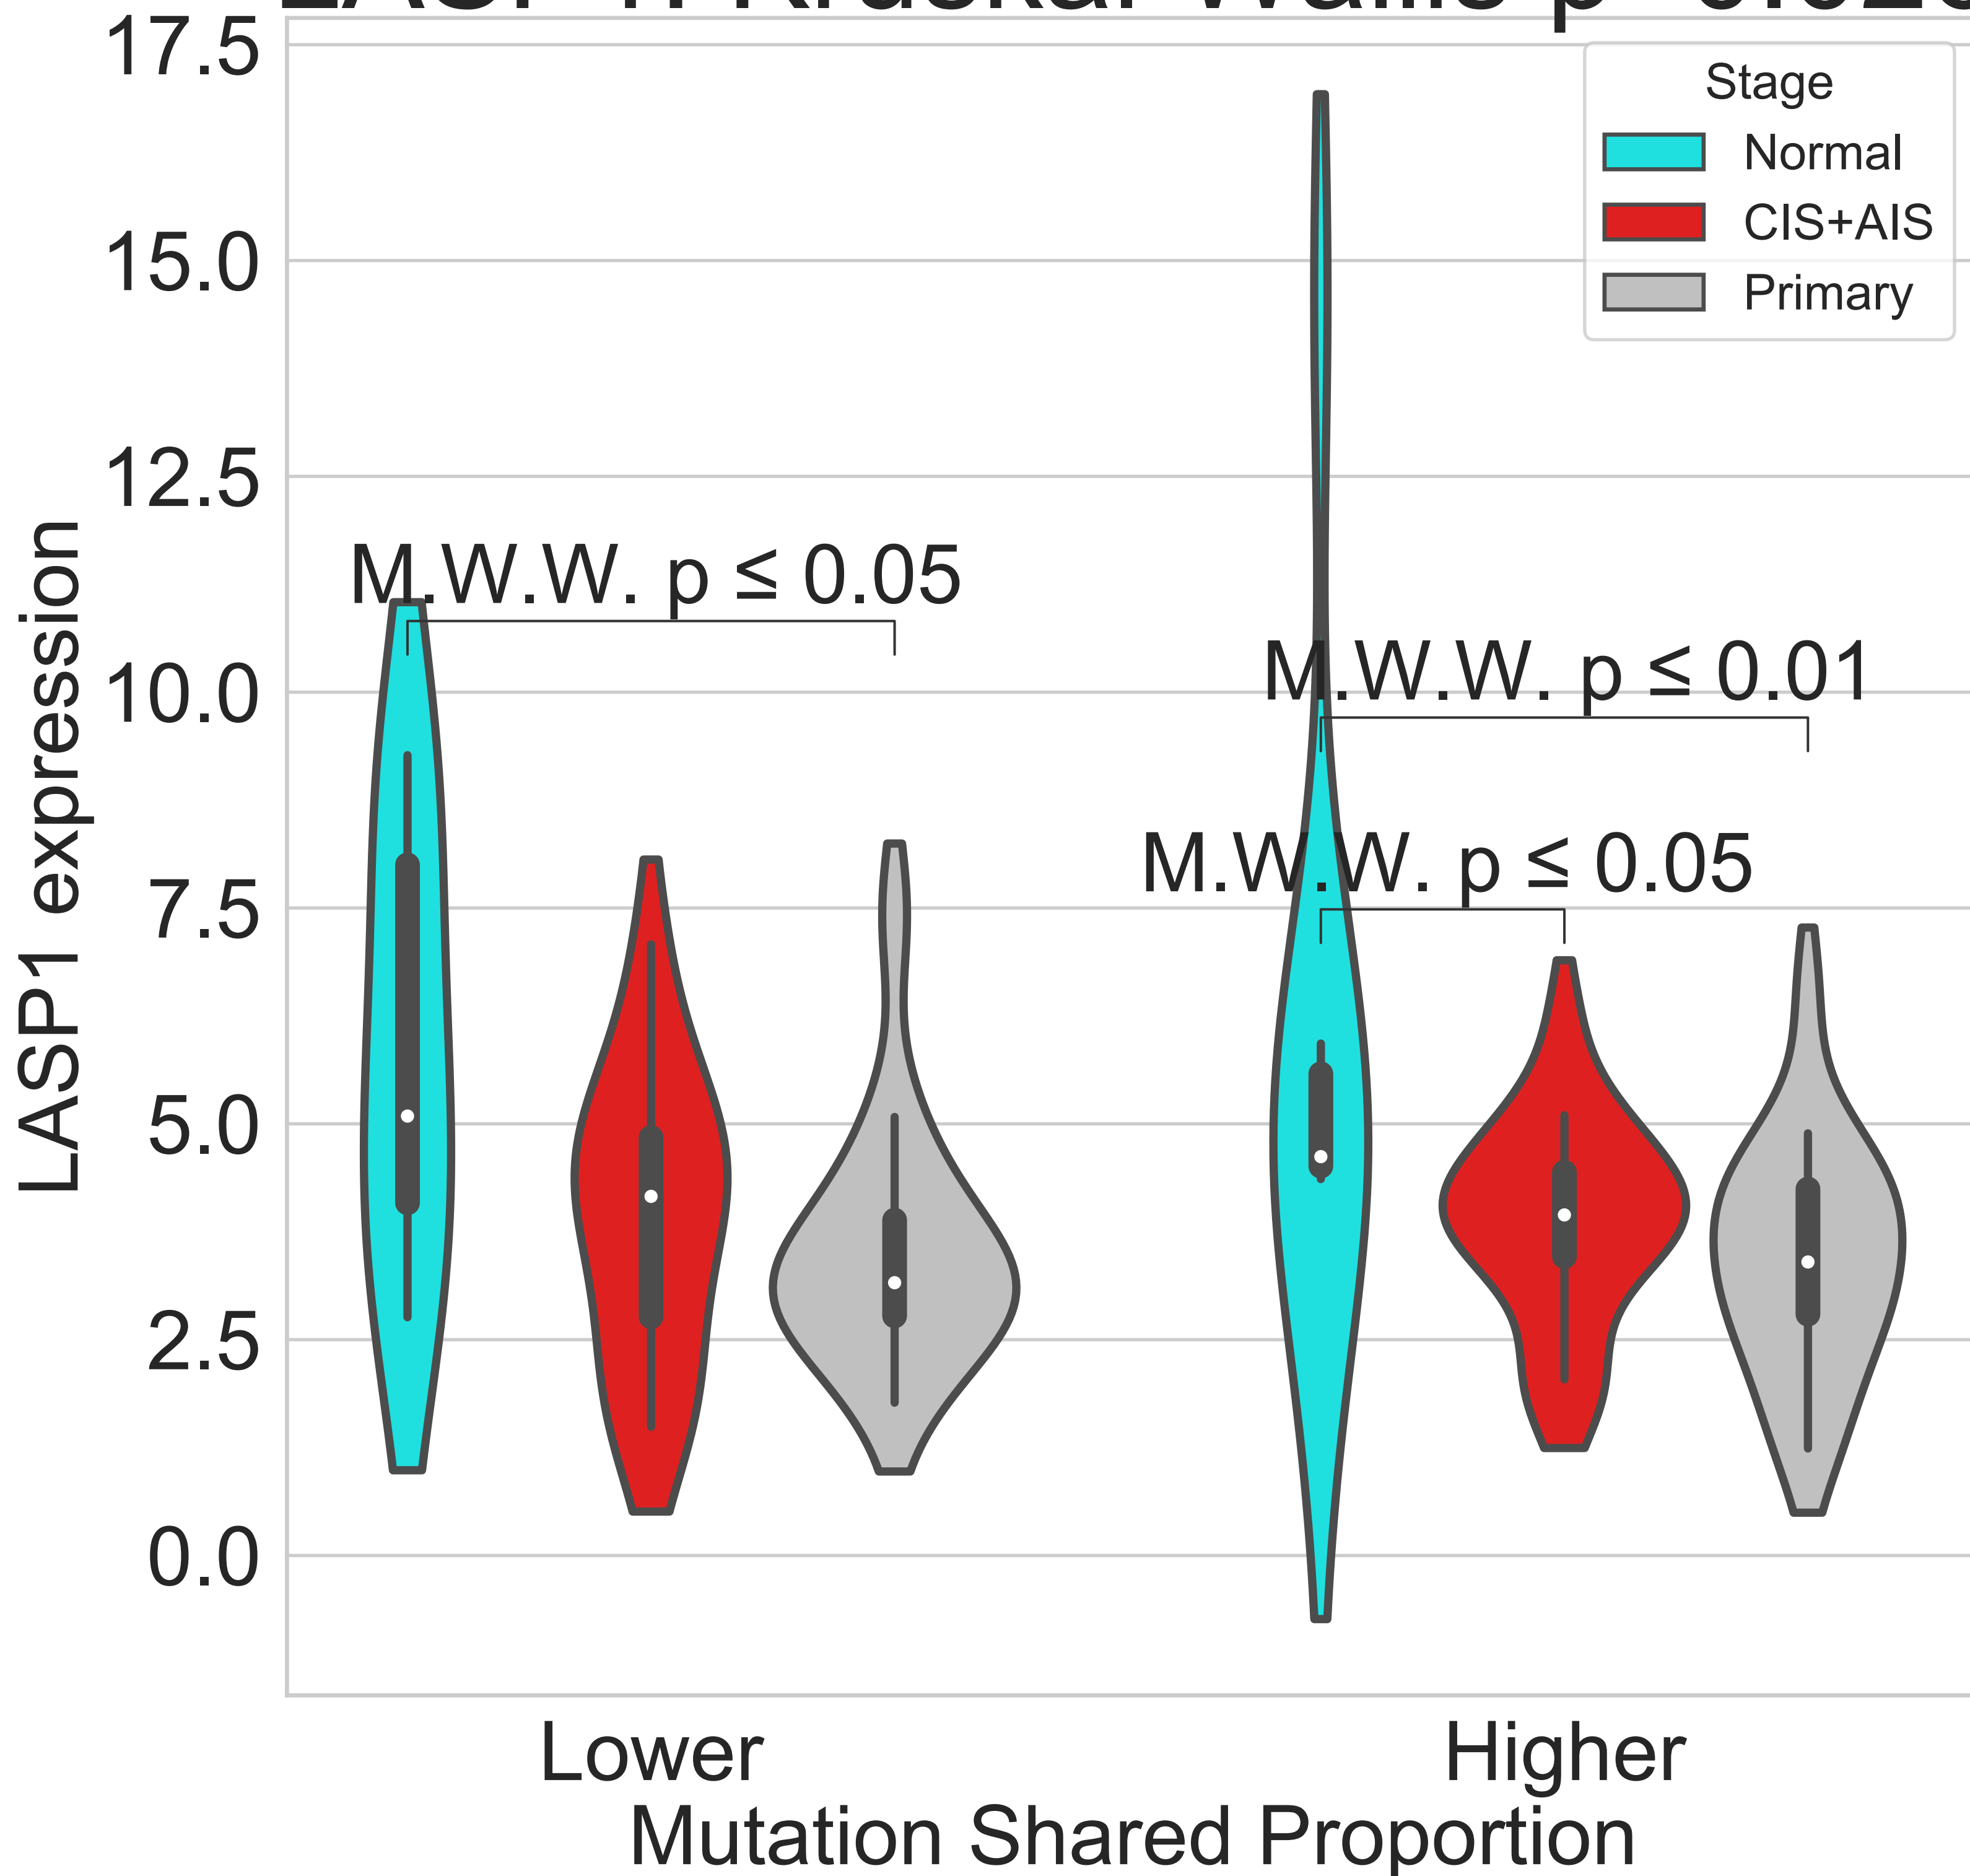 17.5
15.0
12.5
10.0
7.5
5.0
2.5
0.0
LASP1 expression
Stage
Normal
CIS+AIS
Primary
M.W.W. p ≤ 0.05
M.W.W. p ≤ 0.01
M.W.W. p ≤ 0.05
Lower
Higher
Mutation Shared Proportion